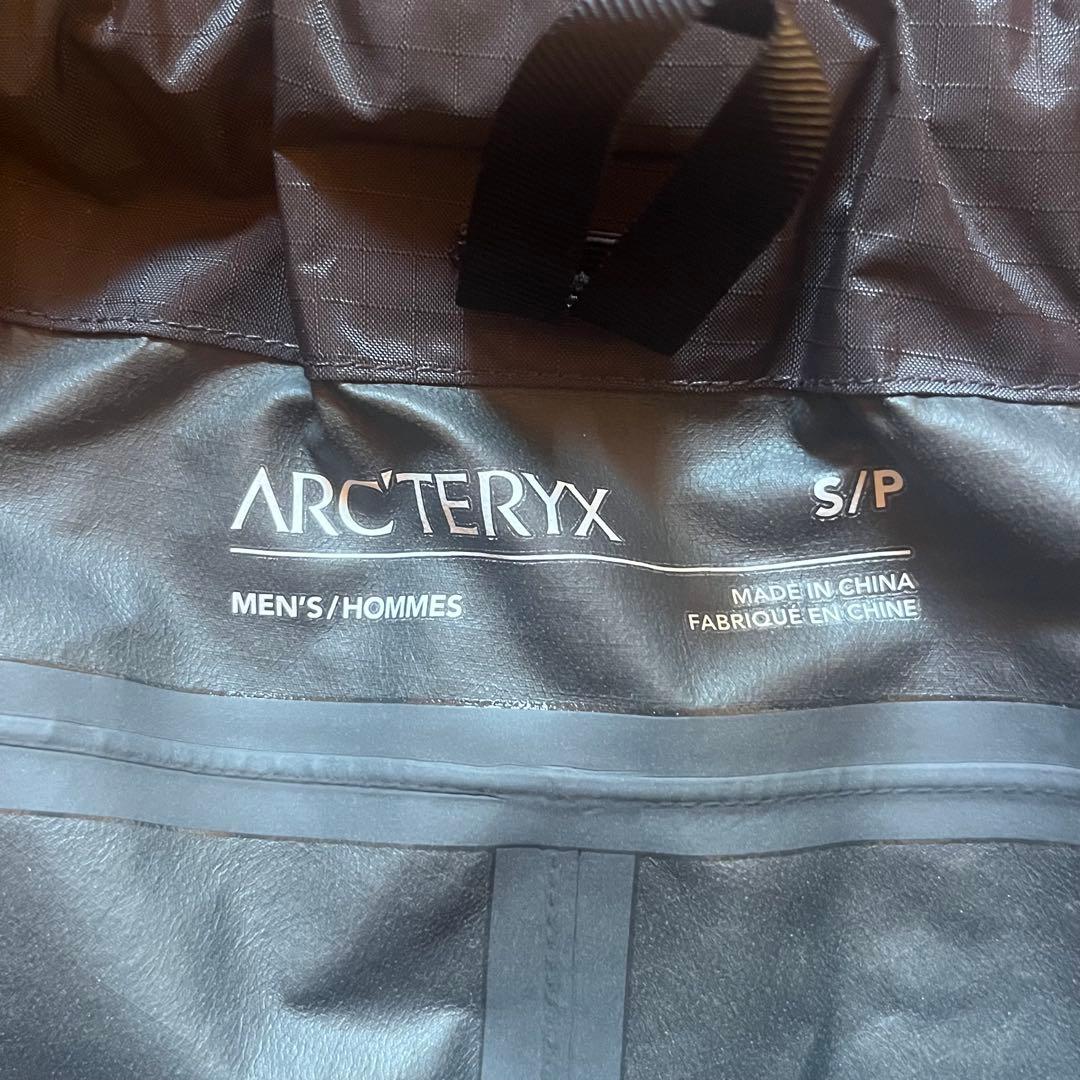 ARC'TERYX S/P
MEN'S/HOMMES MADE IN CHINA
FABRIQUÉ EN CHINE